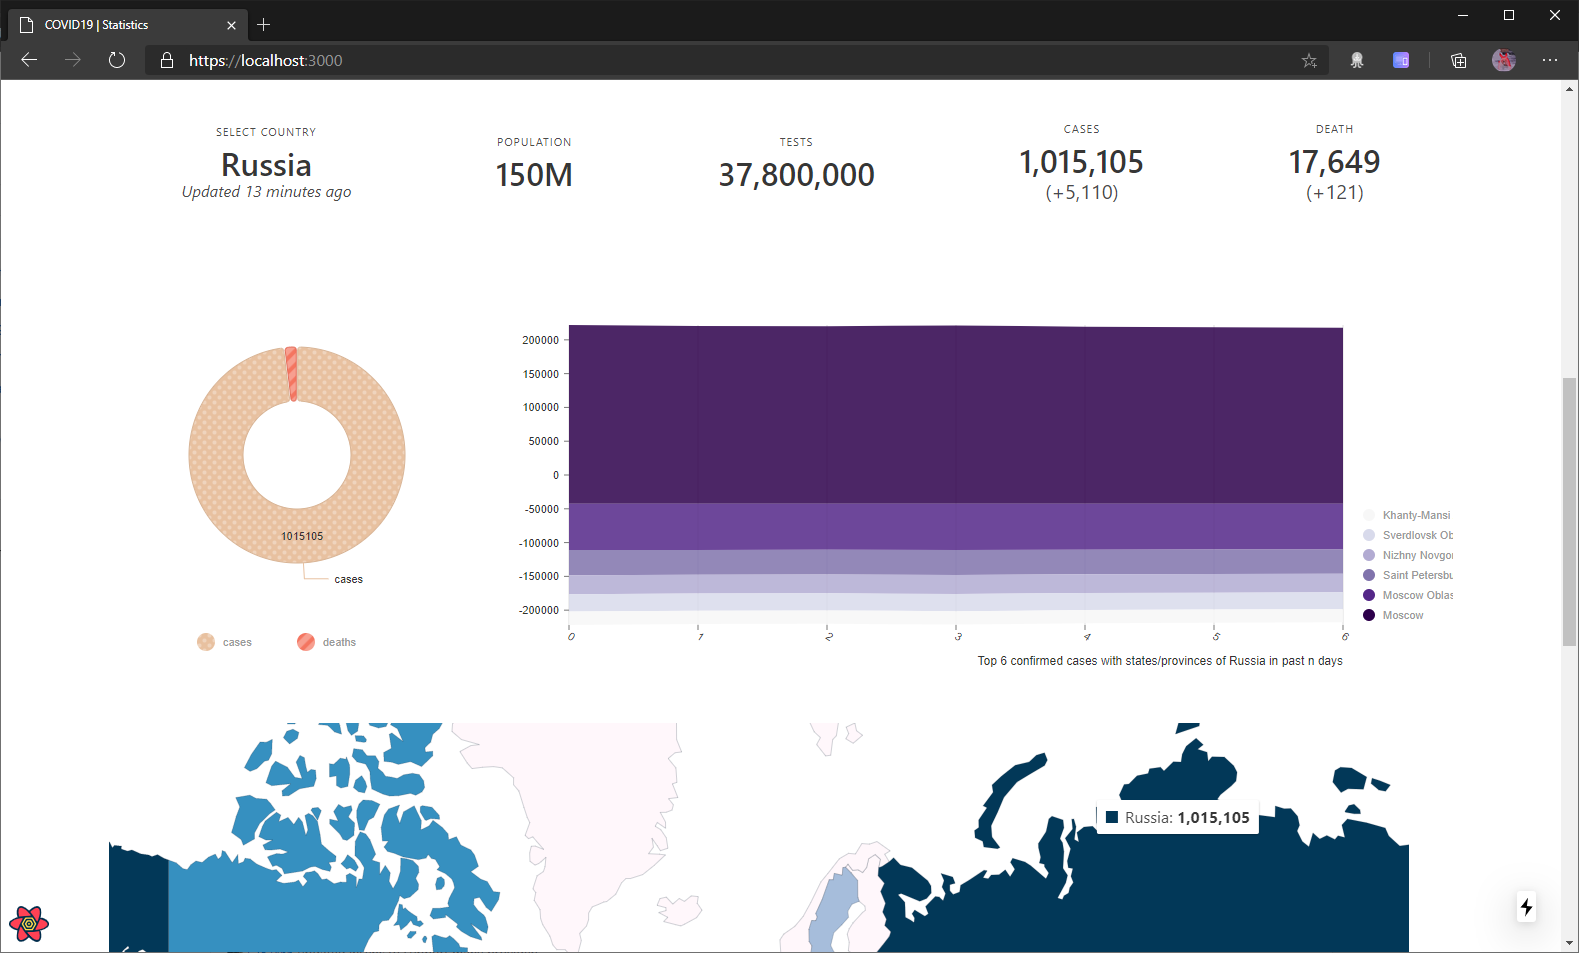 COVID19 | Statistics
https://localhost:3000
SELECT COUNTRY
Russia
Updated 13 minutes ago
POPULATION
150M
TESTS
37,800,000
CASES
1,015,105
(+5,110)
DEATH
17,649
(+121)
1015105
cases
cases
deaths
200000
150000
100000
50000
0
-50000
-100000
-150000
-200000
0
1
2
3
4
5
6
Top 6 confirmed cases with states/provinces of Russia in past n days
Khanty-Mansi
Sverdlovsk Ob
Nizhny Novgor
Saint Petersbu
Moscow Oblas
Moscow
Russia: 1,015,105